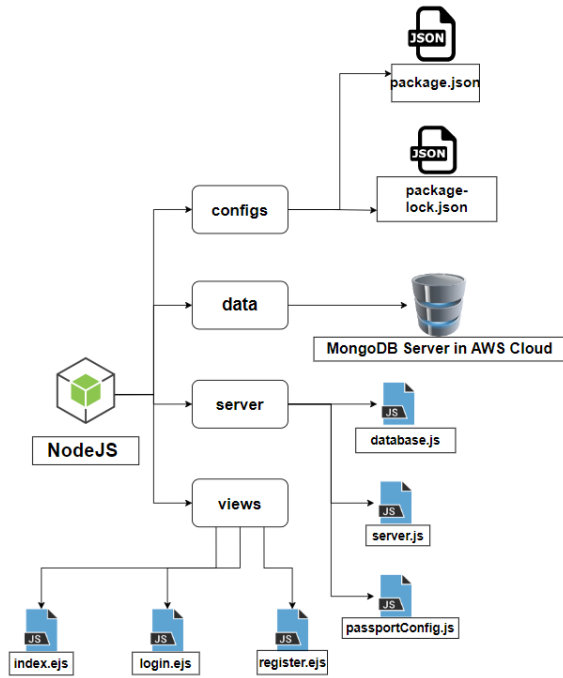 JSON
package.json
JSON
package-
lock.json
configs
data
MongoDB Server in AWS Cloud
NodeJS
server
JS
database.js
views
JS
server.js
JS
passportConfig.js
JS
index.ejs
JS
login.ejs
JS
register.ejs